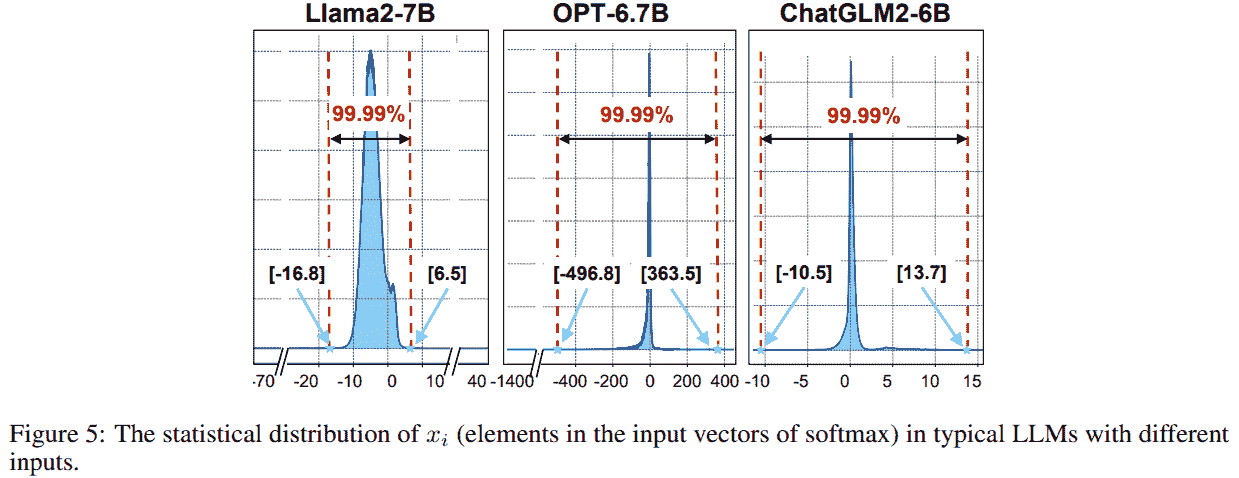 Llama2-7B OPT-6.7B ChatGLM2-6B
99.99% 99.99% 99.99%
[-16.8] [6.5] [-496.8] [363.5] [-10.5] [13.7]
-70 -20 -10 0 10 40 -1400 -400 -200 0 200 400 -10 -5 0 5 10 15
Figure 5: The statistical distribution of xi (elements in the input vectors of softmax) in typical LLMs with different
inputs.